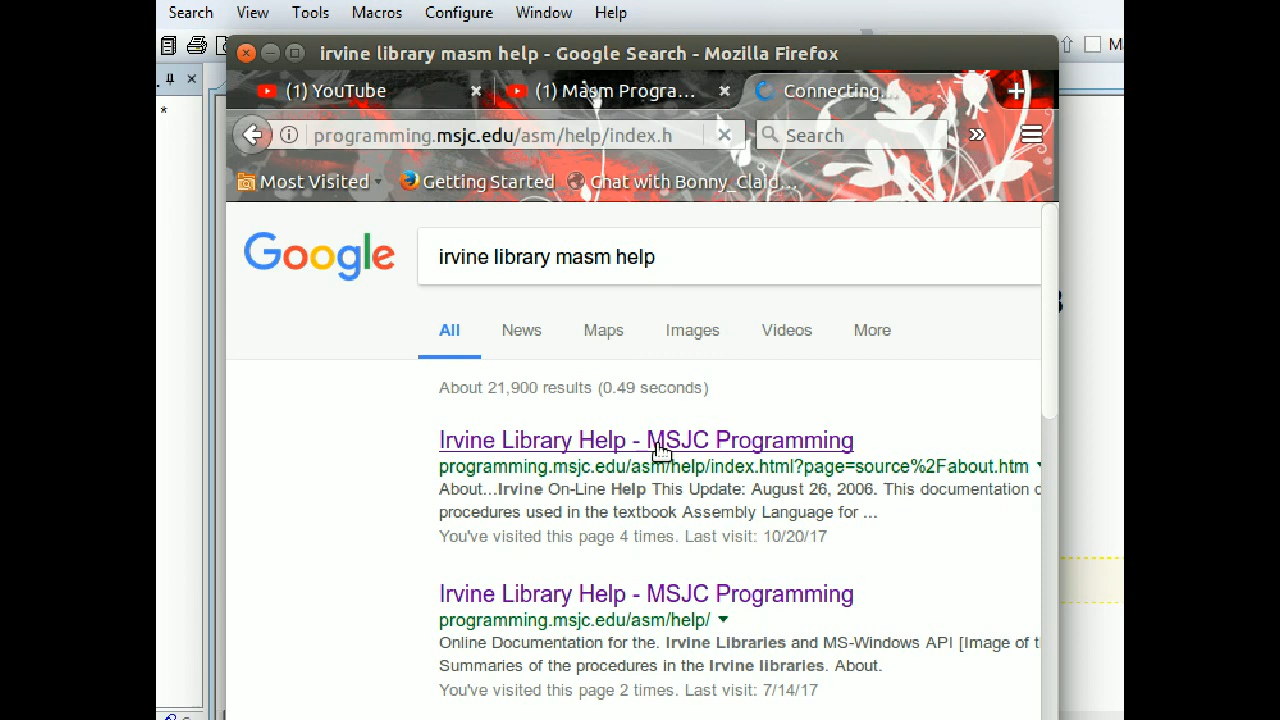 Search View Tools Macros Configure Window Help
irvine library masm help - Google Search - Mozilla Firefox
(1) YouTube (1) Masm Progra... Connecting...
programming.msjc.edu/asm/help/index.h Search
Most Visited Getting Started Chat with Bonny_Claid...
Google irvine library masm help
All News Maps Images Videos More
About 21,900 results (0.49 seconds)
Irvine Library Help - MSJC Programming
programming.msjc.edu/asm/help/index.html?page=source%2Fabout.htm
About...Irvine On-Line Help This Update: August 26, 2006. This documentation
procedures used in the textbook Assembly Language for ...
You've visited this page 4 times. Last visit: 10/20/17
Irvine Library Help - MSJC Programming
programming.msjc.edu/asm/help/
Online Documentation for the. Irvine Libraries and MS-Windows API [Image of
Summaries of the procedures in the Irvine libraries. About.
You've visited this page 2 times. Last visit: 7/14/17